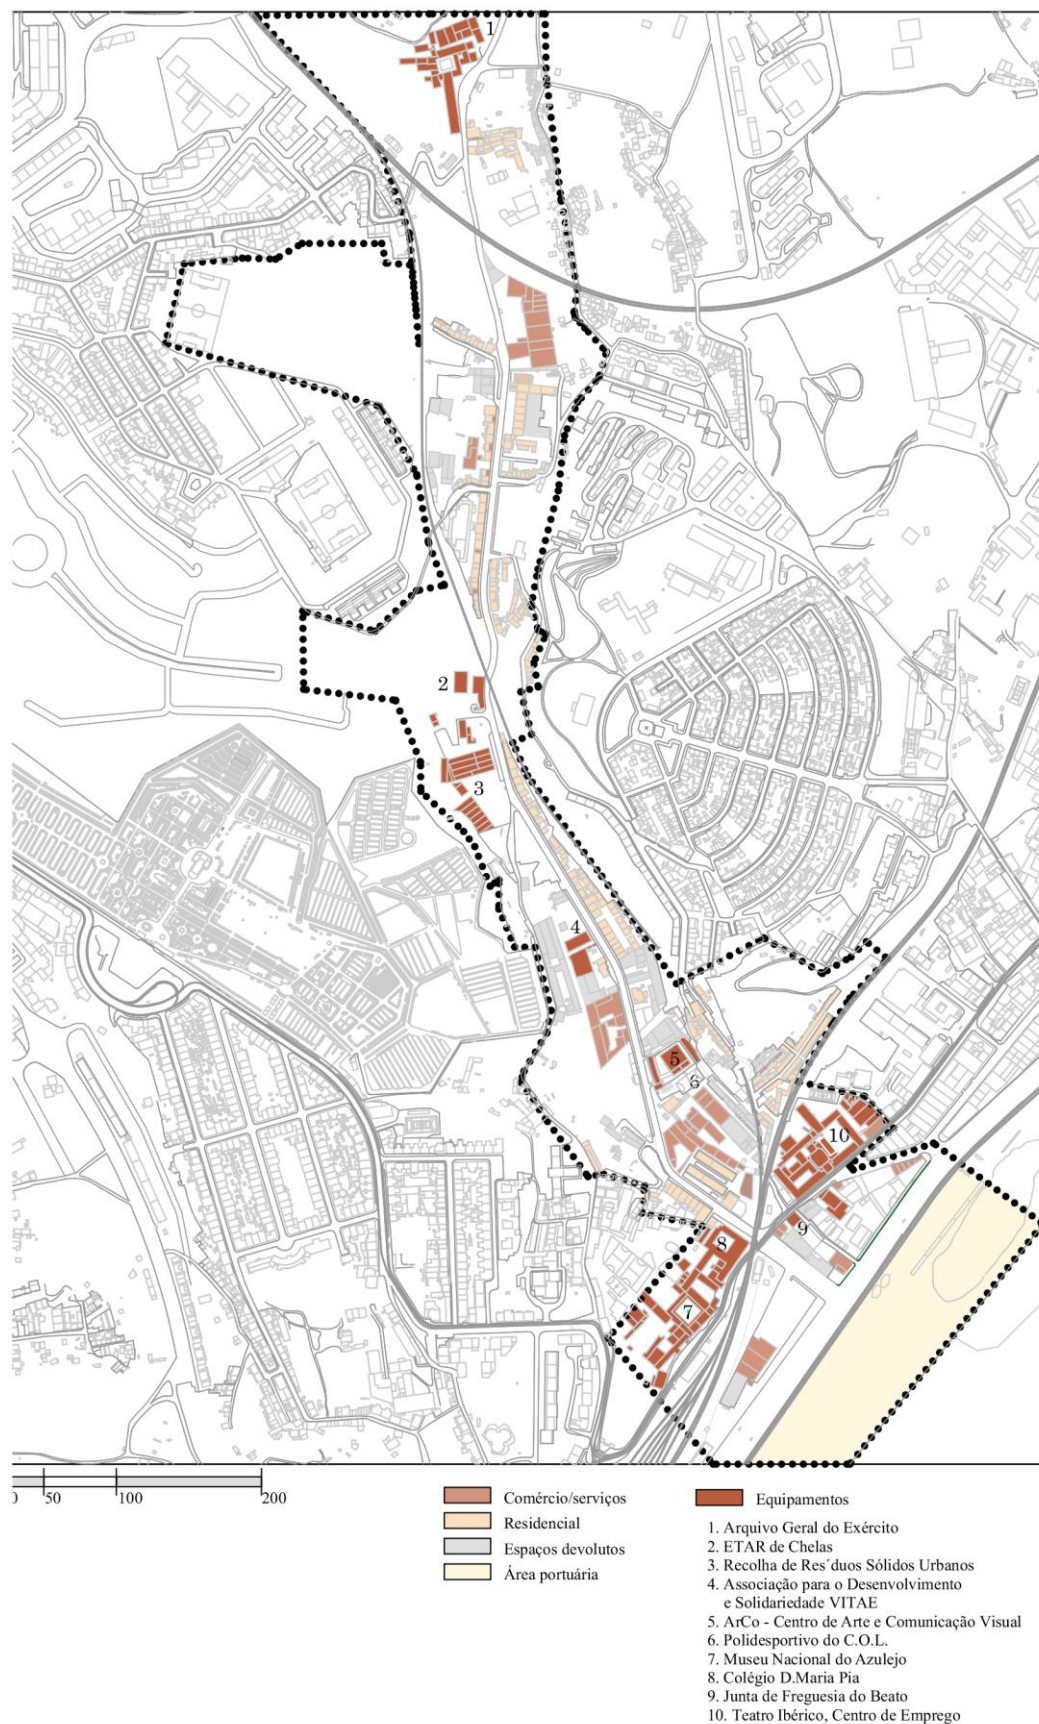 1
2
3
4
5
6
10
9
8
7
0 50 100 200
Comércio/serviços
Residencial
Espaços devolutos
Área portuária
Equipamentos
1. Arquivo Geral do Exército
2. ETAR de Chelas
3. Recolha de Res´duos Sólidos Urbanos
4. Associação para o Desenvolvimento
e Solidariedade VITAE
5. ArCo - Centro de Arte e Comunicação Visual
6. Polidesportivo do C.O.L.
7. Museu Nacional do Azulejo
8. Colégio D.Maria Pia
9. Junta de Freguesia do Beato
10. Teatro Ibérico, Centro de Emprego